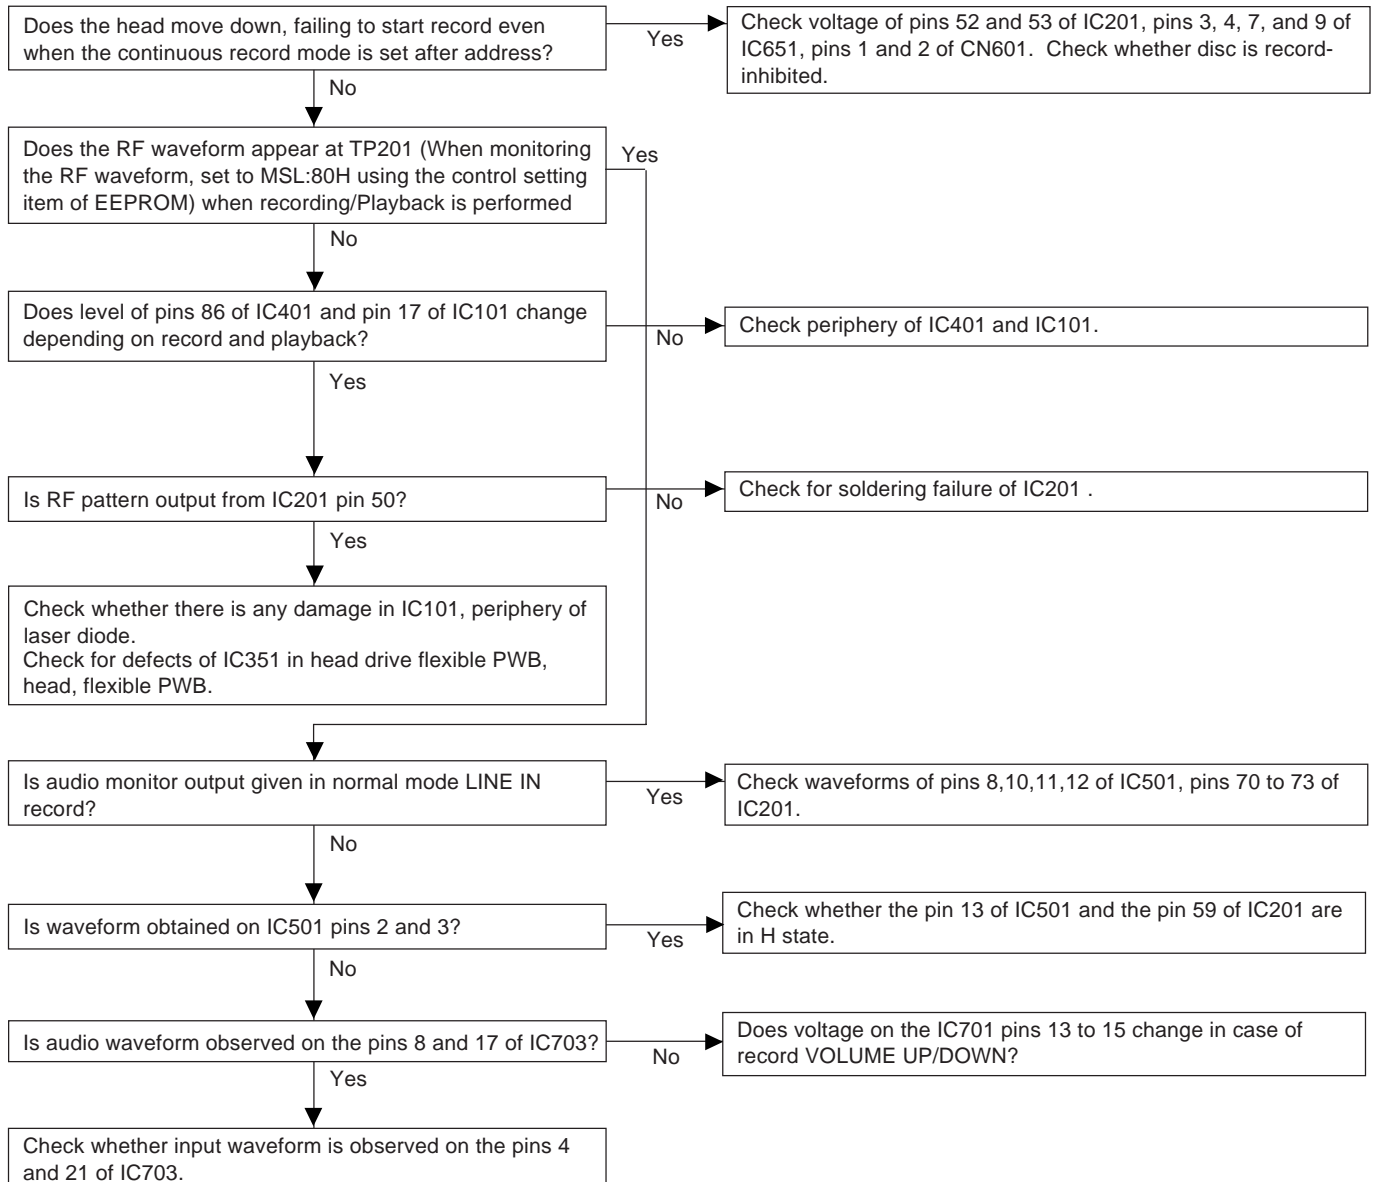 Does the head move down, failing to start record even
when the continuous record mode is set after address?
Yes
Check voltage of pins 52 and 53 of IC201, pins 3, 4, 7, and 9 of
IC651, pins 1 and 2 of CN601.  Check whether disc is record-
inhibited.
No
Does the RF waveform appear at TP201 (When monitoring
the RF waveform, set to MSL:80H using the control setting
item of EEPROM) when recording/Playback is performed
Yes
No
Does level of pins 86 of IC401 and pin 17 of IC101 change
depending on record and playback?
No
Check periphery of IC401 and IC101.
Yes
Is RF pattern output from IC201 pin 50?
No
Check for soldering failure of IC201 .
Yes
Check whether there is any damage in IC101, periphery of
laser diode.
Check for defects of IC351 in head drive flexible PWB,
head, flexible PWB.
Is audio monitor output given in normal mode LINE IN
record?
Yes
Check waveforms of pins 8,10,11,12 of IC501, pins 70 to 73 of
IC201.
No
Is waveform obtained on IC501 pins 2 and 3?
Yes
Check whether the pin 13 of IC501 and the pin 59 of IC201 are
in H state.
No
Is audio waveform observed on the pins 8 and 17 of IC703?
No
Does voltage on the IC701 pins 13 to 15 change in case of
record VOLUME UP/DOWN?
Yes
Check whether input waveform is observed on the pins 4
and 21 of IC703.